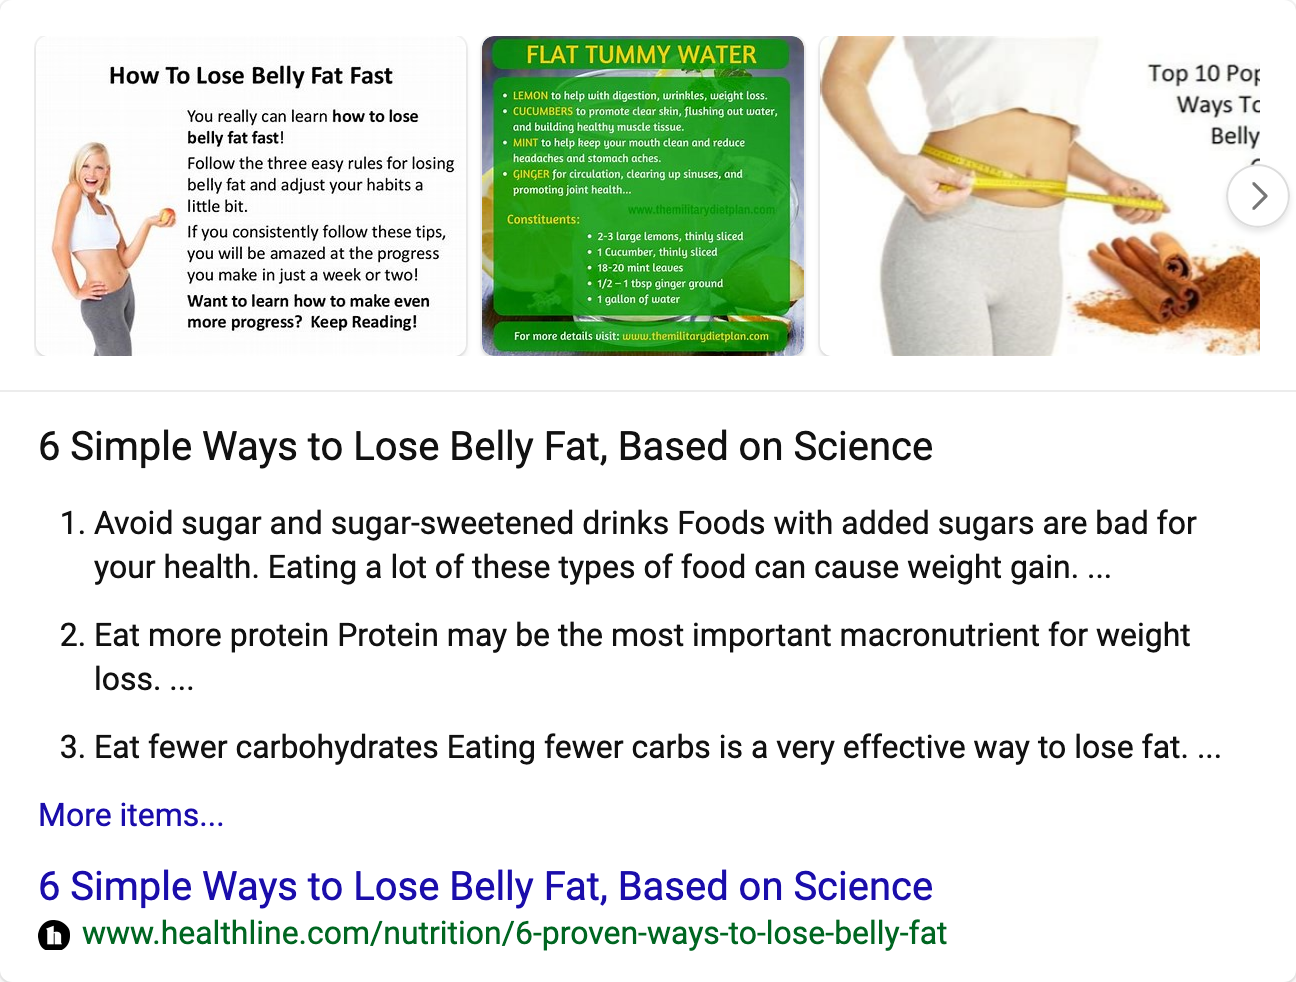 How To Lose Belly Fat Fast
You really can learn how to lose
belly fat fast!
Follow the three easy rules for losing
belly fat and adjust your habits a
little bit.
If you consistently follow these tips,
you will be amazed at the progress
you make in just a week or two!
Want to learn how to make even
more progress? Keep Reading!
FLAT TUMMY WATER
• LEMON to help with digestion, wrinkles, weight loss.
• CUCUMBERS to promote clear skin, flushing out water,
and building healthy muscle tissue.
• MINT to help keep your mouth clean and reduce
headaches and stomach aches.
• GINGER for circulation, clearing up sinuses, and
promoting joint health...
www.themilitarydietplan.com
Constituents:
• 2-3 large lemons, thinly sliced
• 1 Cucumber, thinly sliced
• 18-20 mint leaves
• 1/2 – 1 tbsp ginger ground
• 1 gallon of water
For more details visit: www.themilitarydietplan.com
Top 10 Pop
Ways To
Belly
6 Simple Ways to Lose Belly Fat, Based on Science
1. Avoid sugar and sugar-sweetened drinks Foods with added sugars are bad for
your health. Eating a lot of these types of food can cause weight gain. ...
2. Eat more protein Protein may be the most important macronutrient for weight
loss. ...
3. Eat fewer carbohydrates Eating fewer carbs is a very effective way to lose fat. ...
More items...
6 Simple Ways to Lose Belly Fat, Based on Science
h www.healthline.com/nutrition/6-proven-ways-to-lose-belly-fat